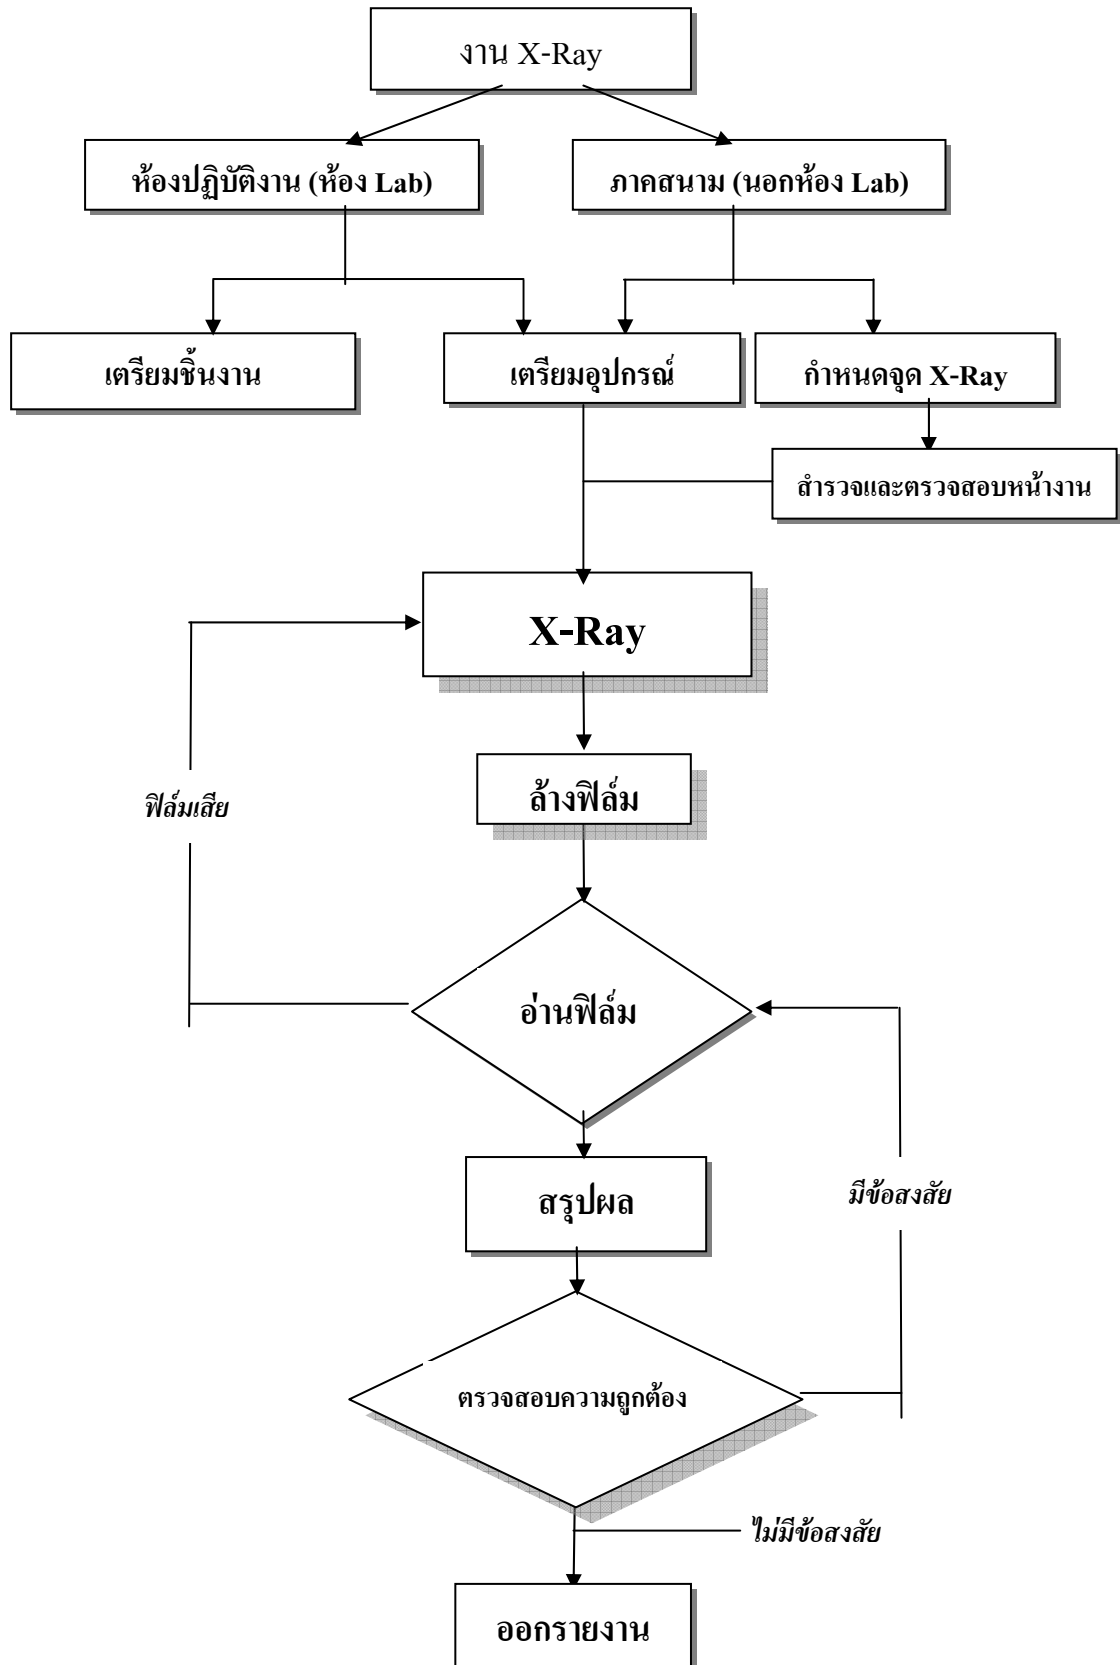 งาน X-Ray
ห้องปฏิบัติงาน (ห้อง Lab)
ภาคสนาม (นอกห้อง Lab)
เตรียมชิ้นงาน
เตรียมอุปกรณ์
กำหนดจุด X-Ray
สำรวจและตรวจสอบหน้างาน
X-Ray
ล้างฟิล์ม
ฟิล์มเสีย
อ่านฟิล์ม
สรุปผล
มีข้อสงสัย
ตรวจสอบความถูกต้อง
ไม่มีข้อสงสัย
ออกรายงาน